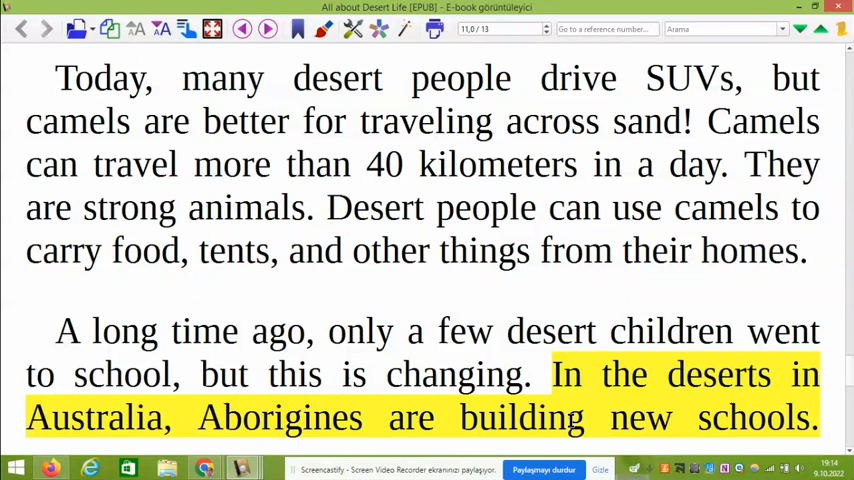 All about Desert Life [EPUB] - E-book görüntüleyici
11,0 / 13
Go to a reference number...
Arama
Today, many desert people drive SUVs, but
camels are better for traveling across sand! Camels
can travel more than 40 kilometers in a day. They
are strong animals. Desert people can use camels to
carry food, tents, and other things from their homes.
A long time ago, only a few desert children went
to school, but this is changing. In the deserts in
Australia, Aborigines are building new schools.
Screencastify - Screen Video Recorder ekranınızı paylaşıyor.
Paylaşmayı durdur
Gizle
19:14
9.10.2022